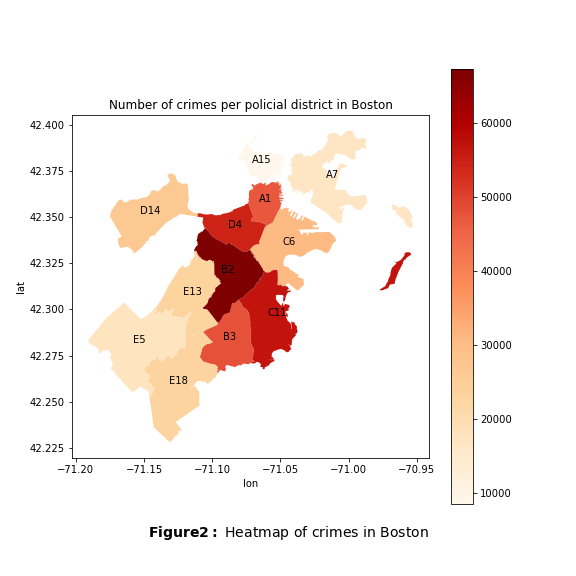 Number of crimes per policial district in Boston
42.400
42.375
42.350
42.325
42.300
42.275
42.250
42.225
lat
A15
A7
A1
D14
D4
C6
B2
E13
C11
B3
E5
E18
−71.20 −71.15 −71.10 −71.05 −71.00 −70.95
lon
60000
50000
40000
30000
20000
10000
Figure2 : Heatmap of crimes in Boston